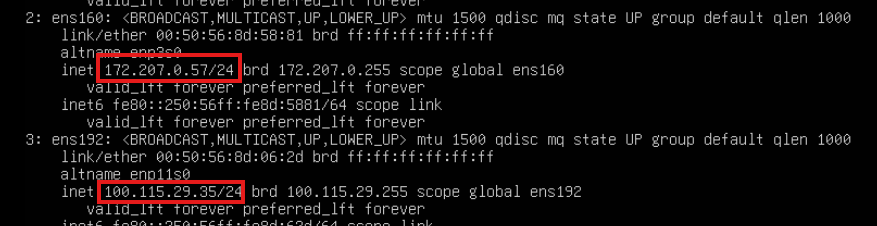 valid_lft forever preferred_lft forever
2: ens160: <BROADCAST,MULTICAST,UP,LOWER_UP> mtu 1500 qdisc mq state UP group default qlen 1000
link/ether 00:50:56:8d:58:81 brd ff:ff:ff:ff:ff:ff
altname enp3s0
inet 172.207.0.57/24 brd 172.207.0.255 scope global ens160
valid_lft forever preferred_lft forever
inet6 fe80::250:56ff:fe8d:5881/64 scope link
valid_lft forever preferred_lft forever
3: ens192: <BROADCAST,MULTICAST,UP,LOWER_UP> mtu 1500 qdisc mq state UP group default qlen 1000
link/ether 00:50:56:8d:06:2d brd ff:ff:ff:ff:ff:ff
altname enp11s0
inet 100.115.29.35/24 brd 100.115.29.255 scope global ens192
valid_lft forever preferred_lft forever
inet6 fe80::250:56ff:fe8d:62d/64 scope link